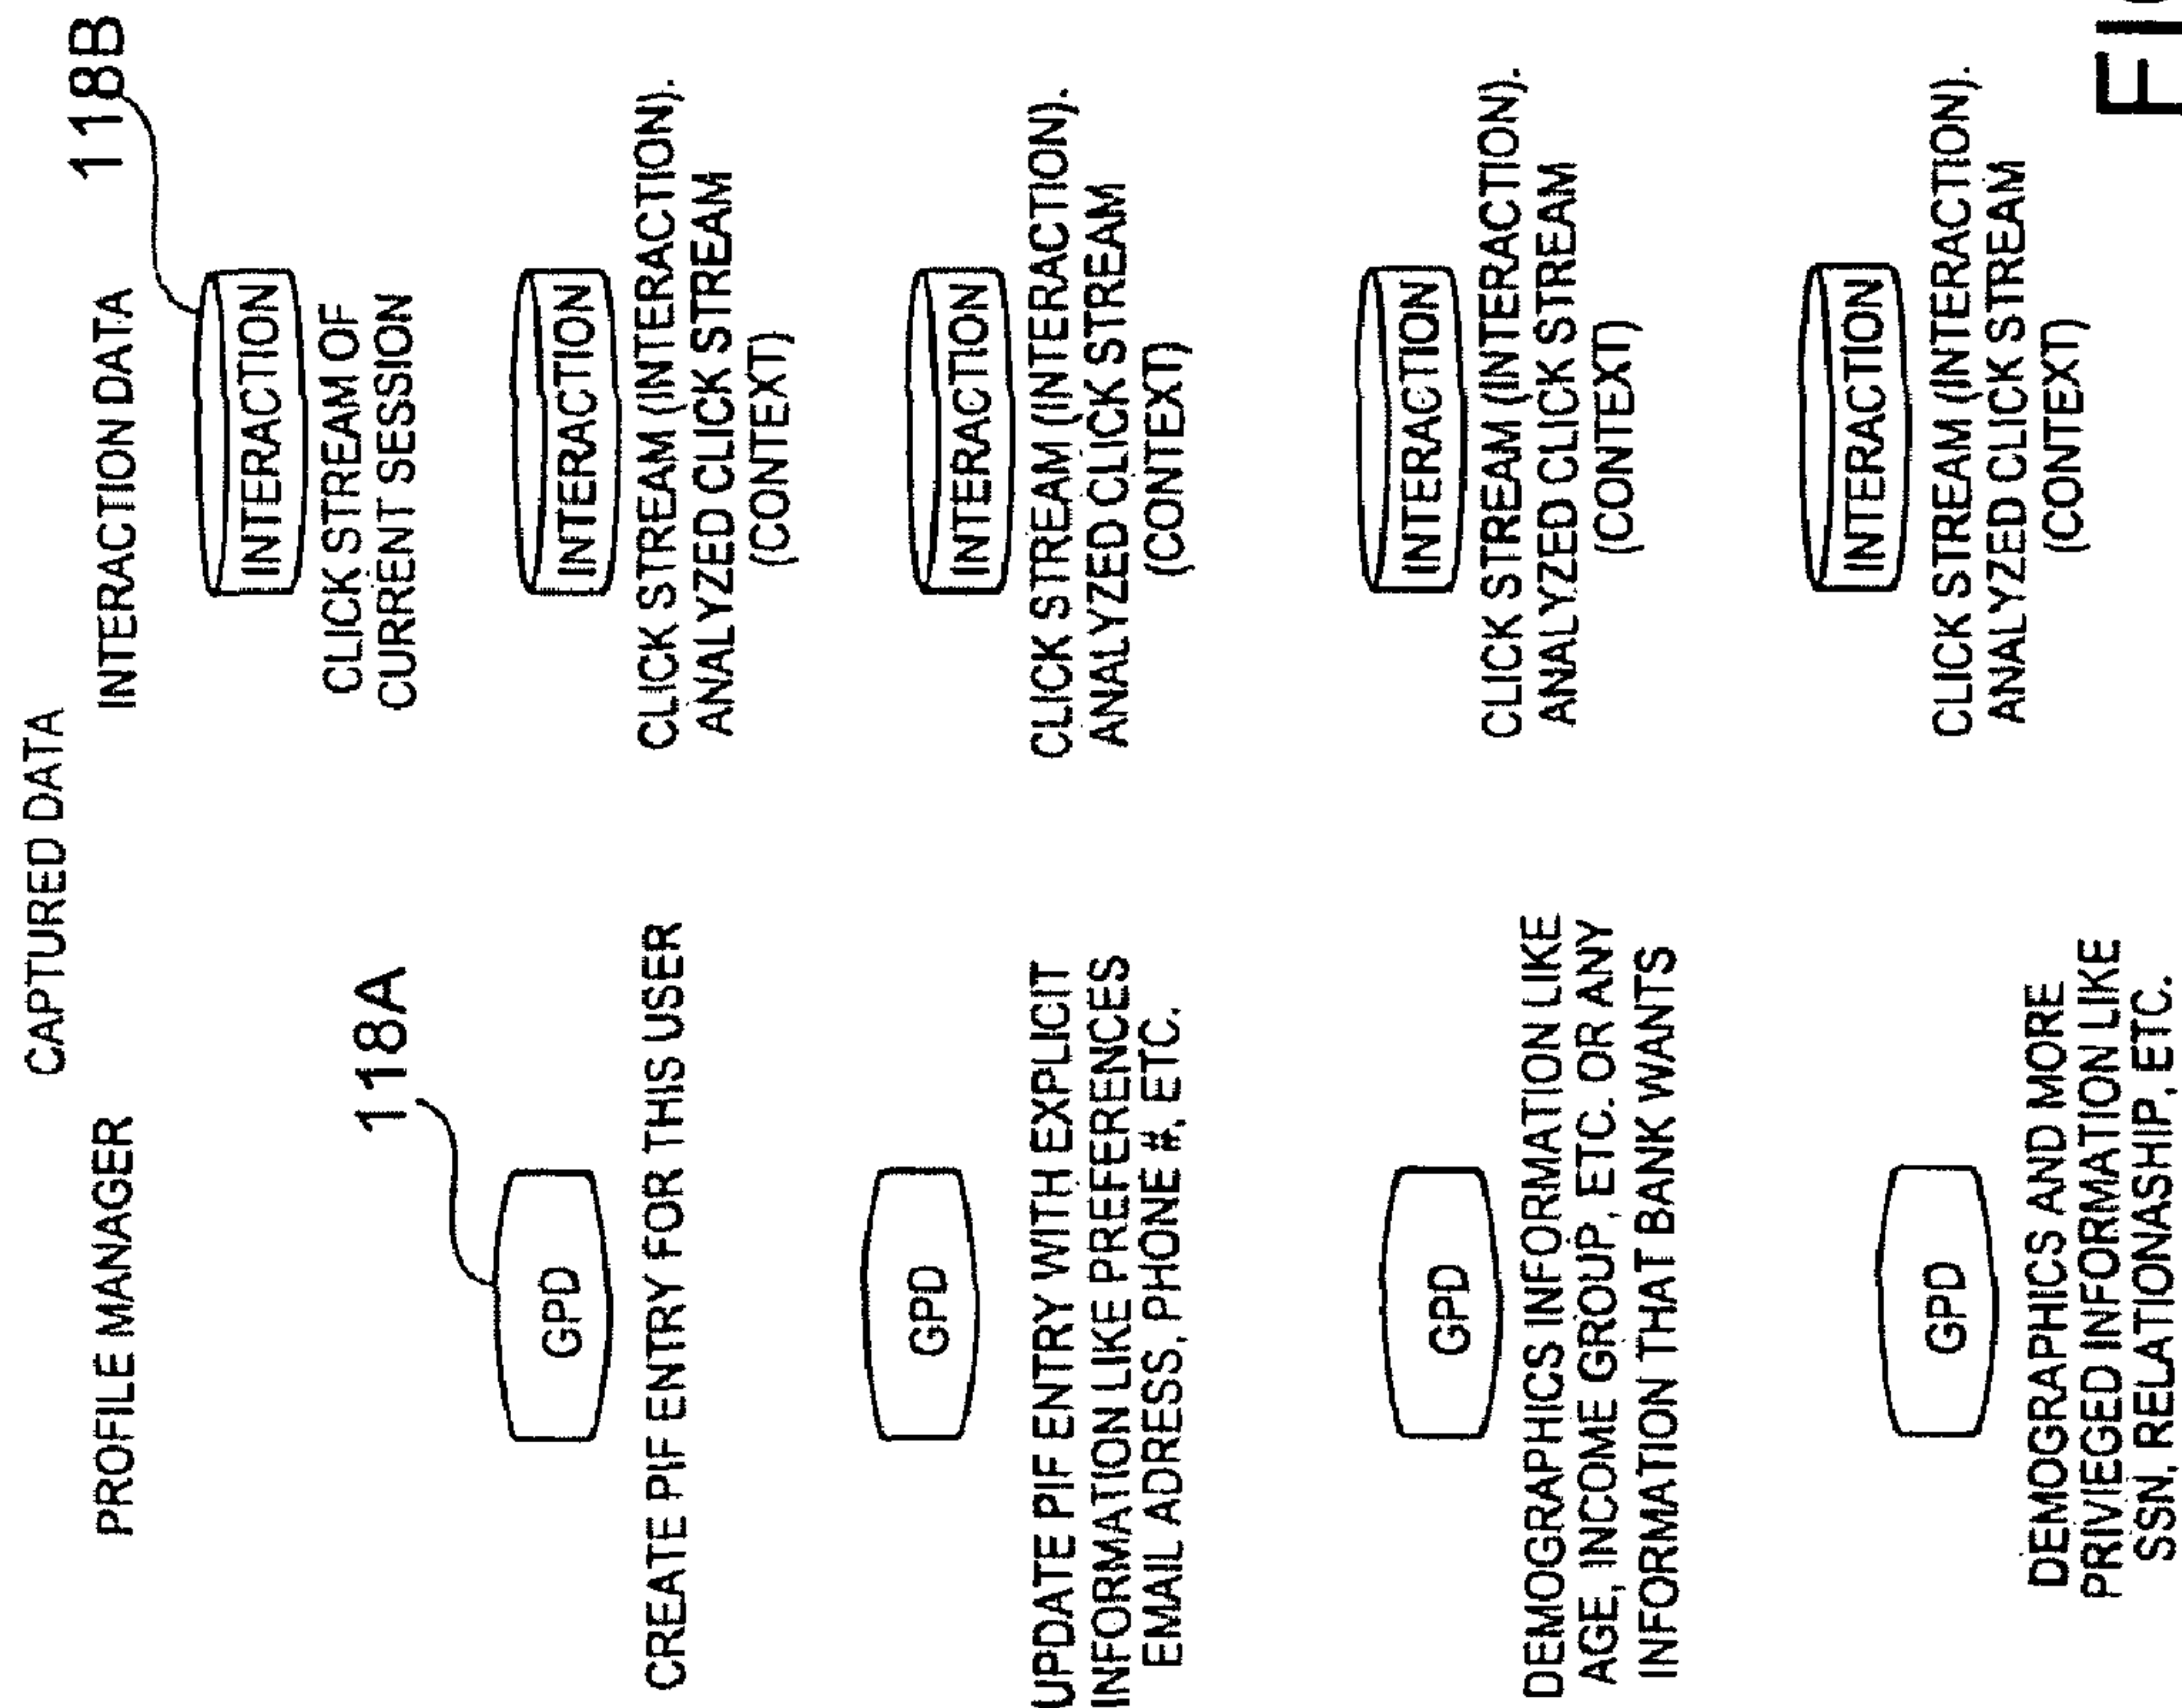 CAPTURED DATA
PROFILE MANAGER
INTERACTION DATA
118B
INTERACTION
CLICK STREAM OF
CURRENT SESSION
118A
GPD
CREATE PIF ENTRY FOR THIS USER
INTERACTION
CLICK STREAM (INTERACTION).
ANALYZED CLICK STREAM
(CONTEXT)
GPD
UPDATE PIF ENTRY WITH EXPLICIT
INFORMATION LIKE PREFERENCES
EMAIL ADRESS, PHONE #, ETC.
INTERACTION
CLICK STREAM (INTERACTION).
ANALYZED CLICK STREAM
(CONTEXT)
GPD
DEMOGRAPHICS INFORMATION LIKE
AGE, INCOME GROUP, ETC. OR ANY
INFORMATION THAT BANK WANTS
INTERACTION
CLICK STREAM (INTERACTION).
ANALYZED CLICK STREAM
(CONTEXT)
GPD
DEMOGRAPHICS AND MORE
PRIVIEGED INFORMATION LIKE
SSN, RELATIONASHIP, ETC.
INTERACTION
CLICK STREAM (INTERACTION).
ANALYZED CLICK STREAM
(CONTEXT)